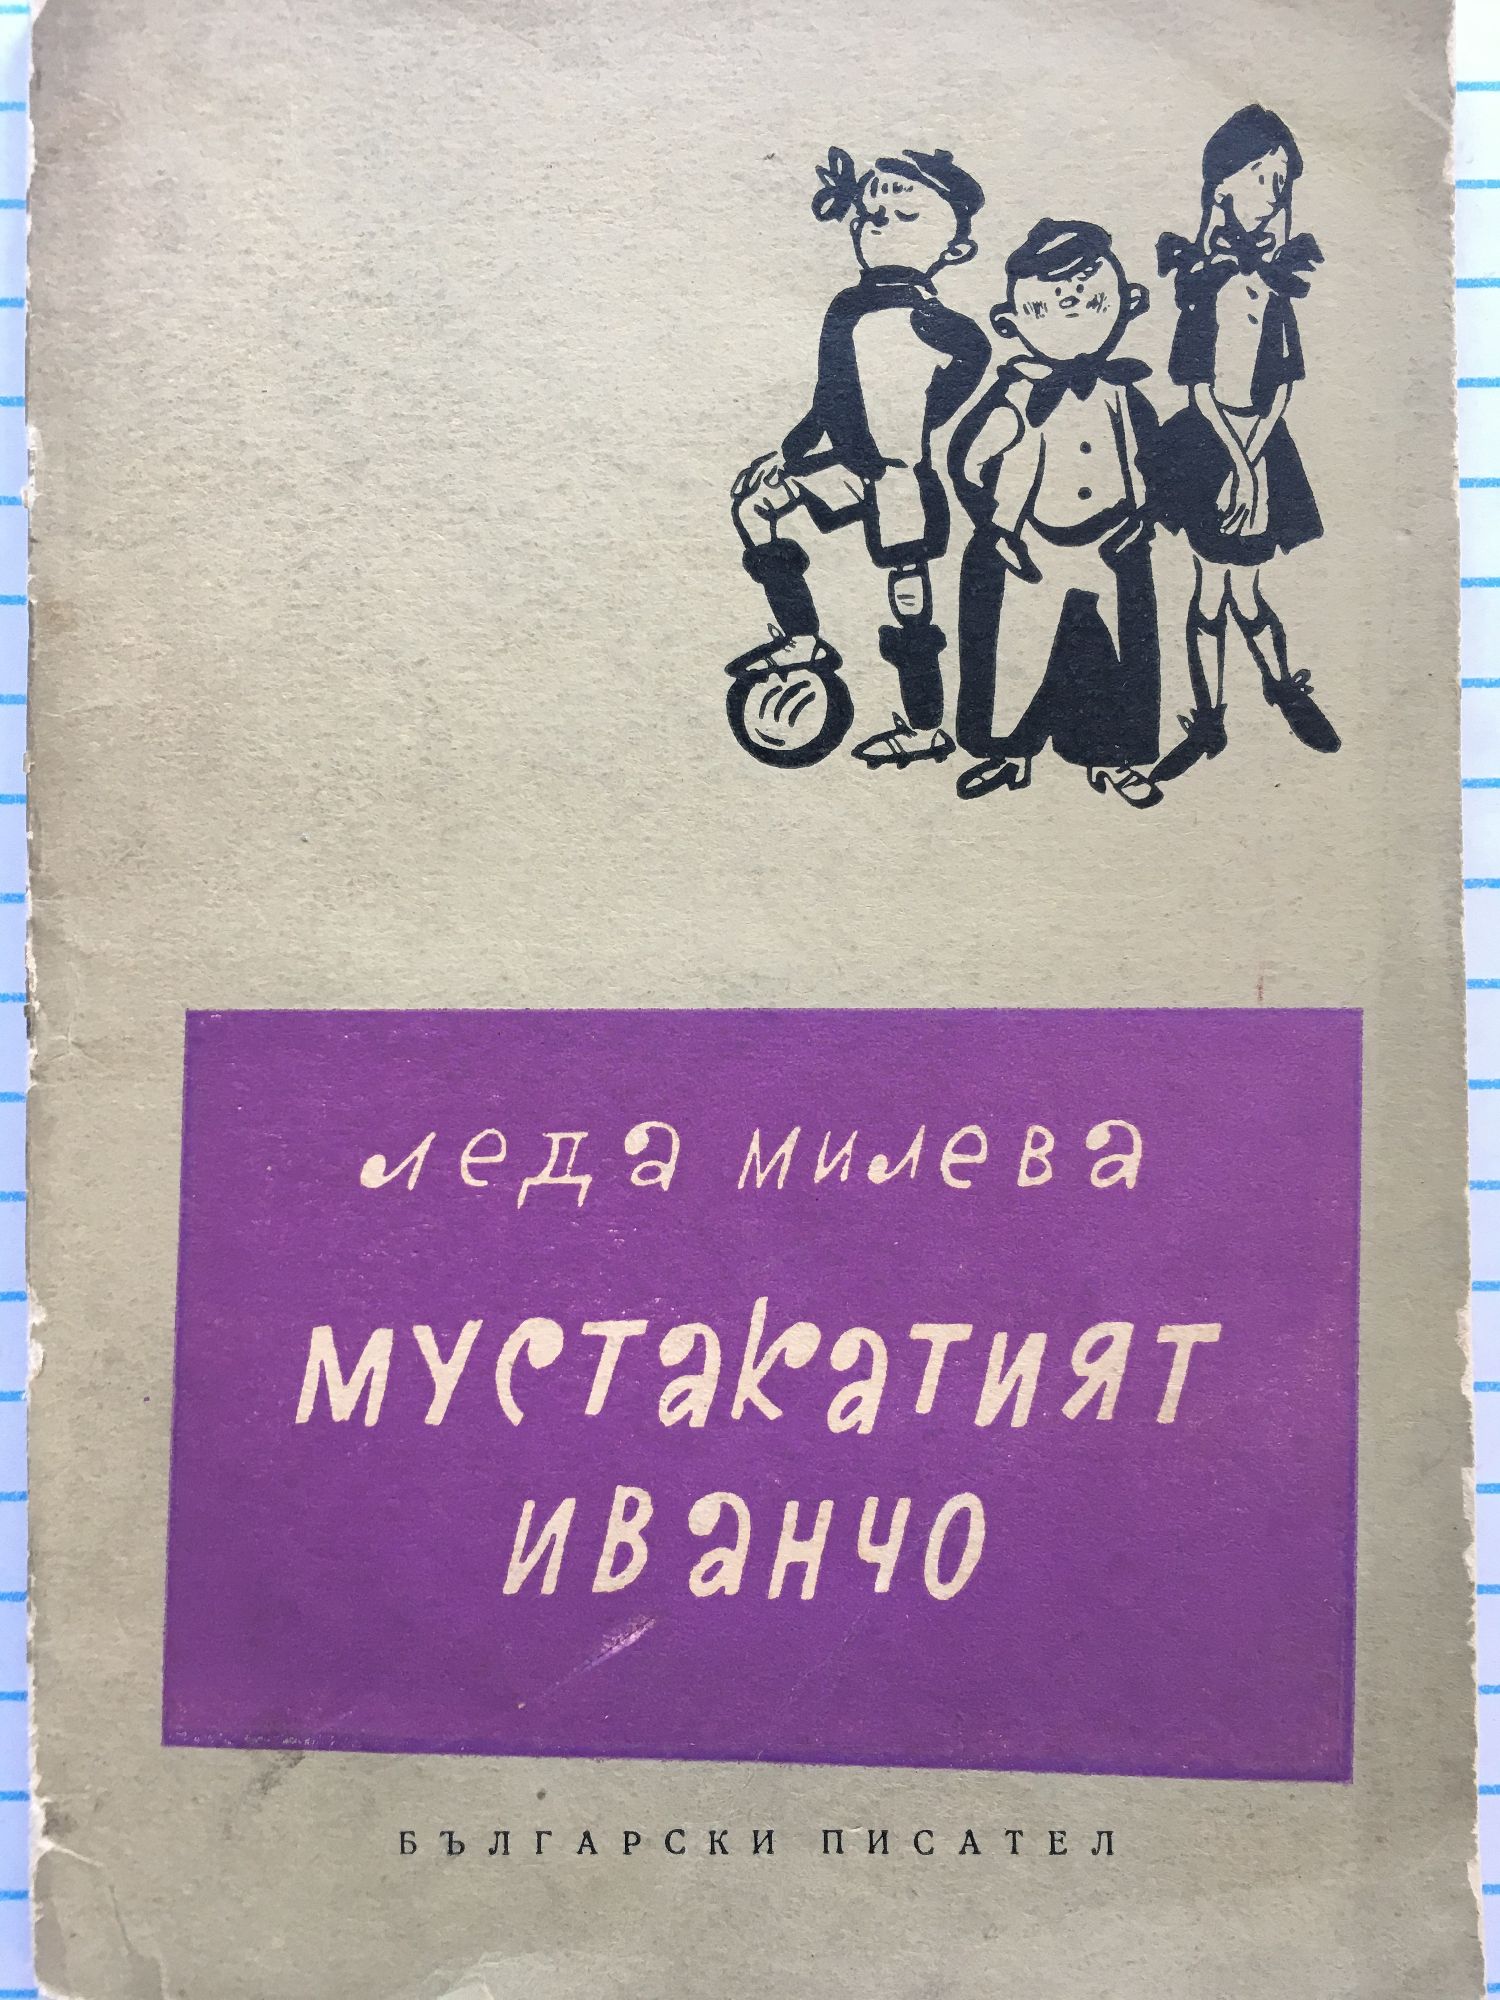 леда милева
мустакатият
иванчо
БЪЛГАРСКИ ПИСАТЕЛ